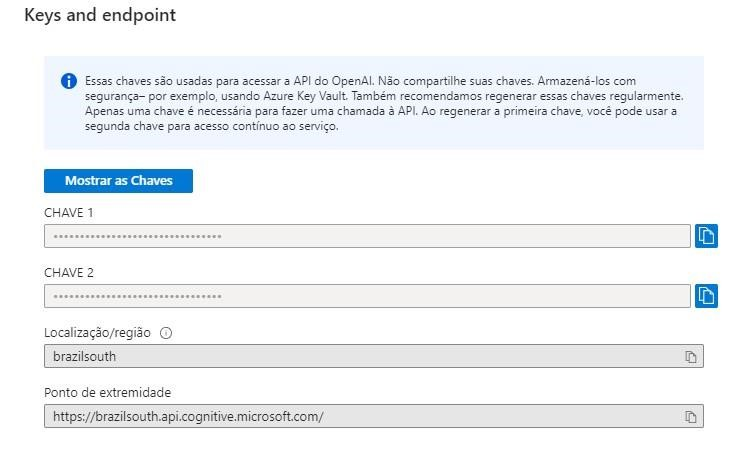 Keys and endpoint
Essas chaves são usadas para acessar a API do OpenAI. Não compartilhe suas chaves. Armazená-los com
segurança– por exemplo, usando Azure Key Vault. Também recomendamos regenerar essas chaves regularmente.
Apenas uma chave é necessária para fazer uma chamada à API. Ao regenerar a primeira chave, você pode usar a
segunda chave para acesso contínuo ao serviço.
Mostrar as Chaves
CHAVE 1
••••••••••••••••••••••••••••••••
CHAVE 2
••••••••••••••••••••••••••••••••
Localização/região
brazilsouth
Ponto de extremidade
https://brazilsouth.api.cognitive.microsoft.com/